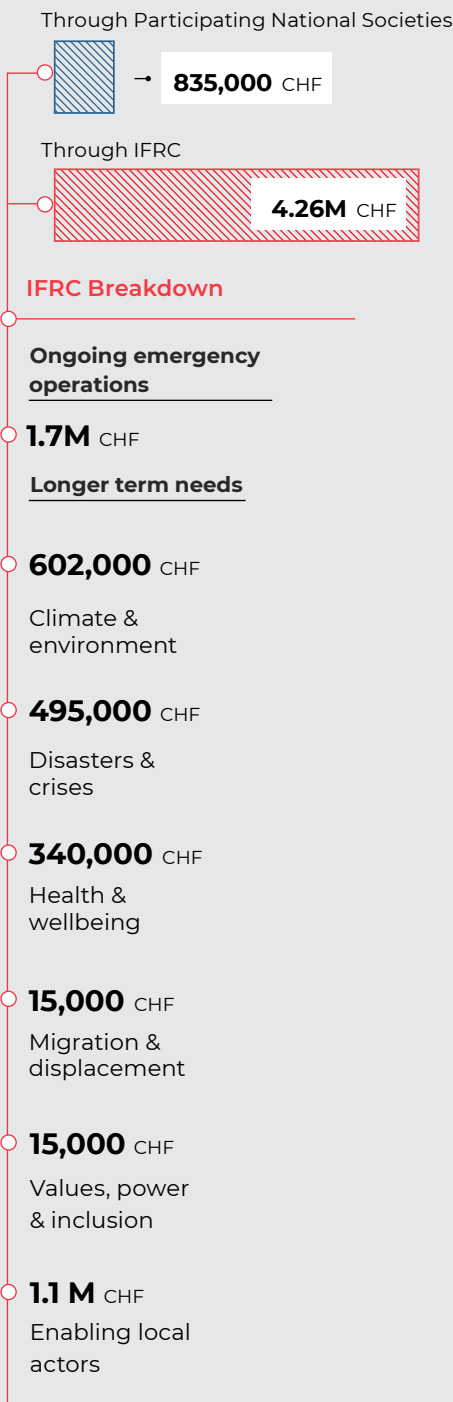 Through Participating National Societies
835,000 CHF
Through IFRC
4.26M CHF
IFRC Breakdown
Ongoing emergency
operations
1.7M CHF
Longer term needs
602,000 CHF
Climate &
environment
495,000 CHF
Disasters &
crises
340,000 CHF
Health &
wellbeing
15,000 CHF
Migration &
displacement
15,000 CHF
Values, power
& inclusion
1.1 M CHF
Enabling local
actors